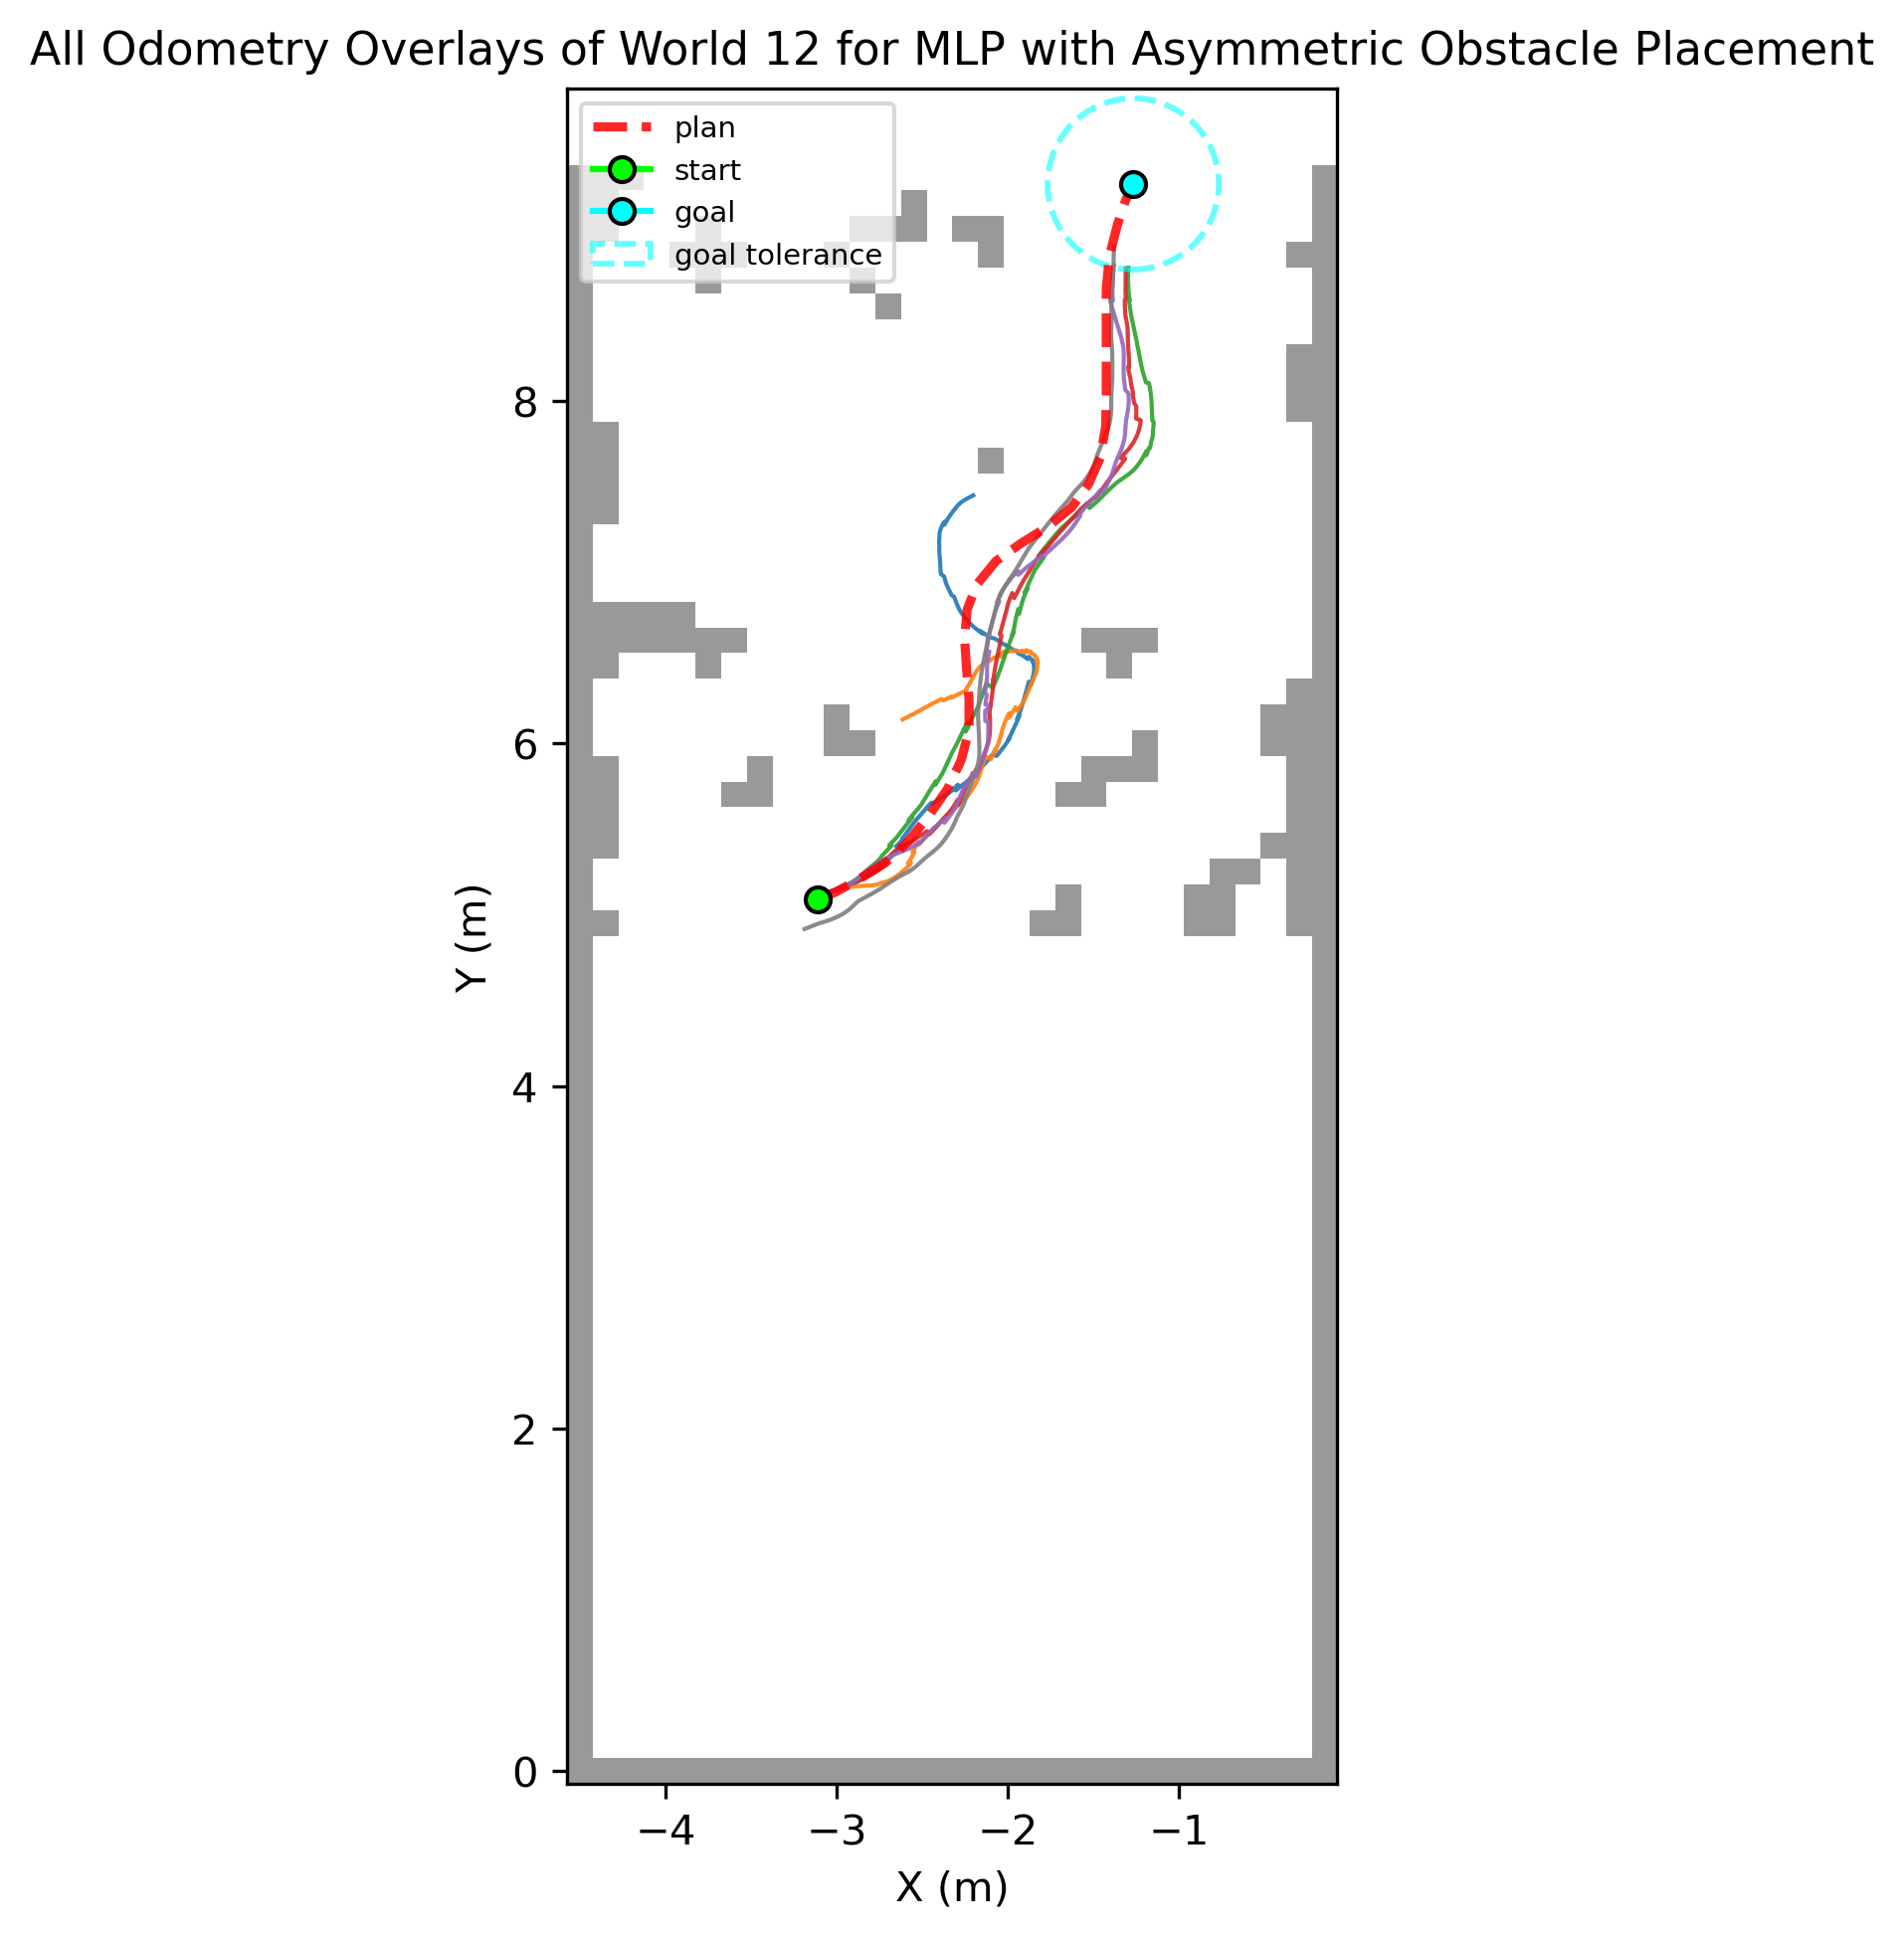 All Odometry Overlays of World 12 for MLP with Asymmetric Obstacle Placement
plan
start
goal
goal tolerance
8
6
4
2
0
Y (m)
−4
−3
−2
−1
X (m)